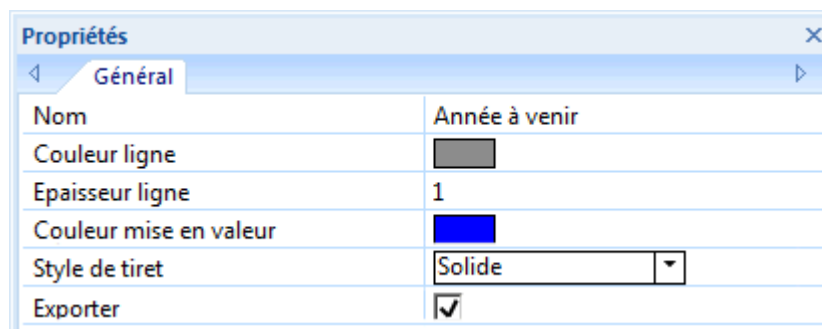 Propriétés
Général
Nom Année à venir
Couleur ligne
Epaisseur ligne 1
Couleur mise en valeur
Style de tiret Solide
Exporter